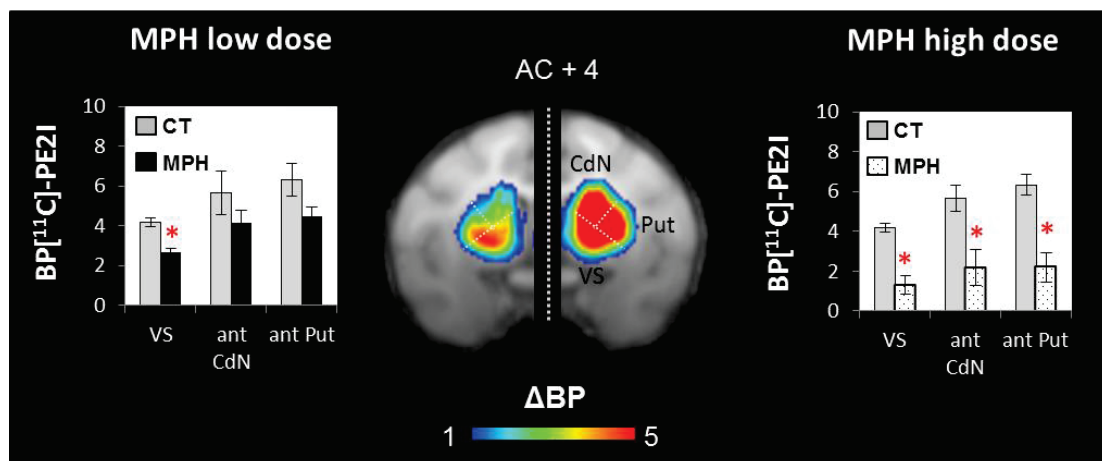 MPH low dose
BP[¹¹C]-PE2I
10
8
6
4
2
0
CT
MPH
*
VS
ant
CdN
ant Put
AC + 4
CdN
Put
VS
ΔBP
1
5
MPH high dose
BP[¹¹C]-PE2I
10
8
6
4
2
0
CT
MPH
*
*
*
VS
ant
CdN
ant Put